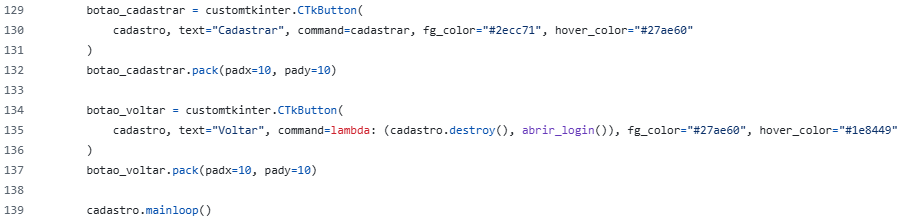 129 botao_cadastrar = customtkinter.CTkButton(
130 cadastro, text="Cadastrar", command=cadastrar, fg_color="#2ecc71", hover_color="#27ae60"
131 )
132 botao_cadastrar.pack(padx=10, pady=10)
133
134 botao_voltar = customtkinter.CTkButton(
135 cadastro, text="Voltar", command=lambda: (cadastro.destroy(), abrir_login()), fg_color="#27ae60", hover_color="#1e8449"
136 )
137 botao_voltar.pack(padx=10, pady=10)
138
139 cadastro.mainloop()